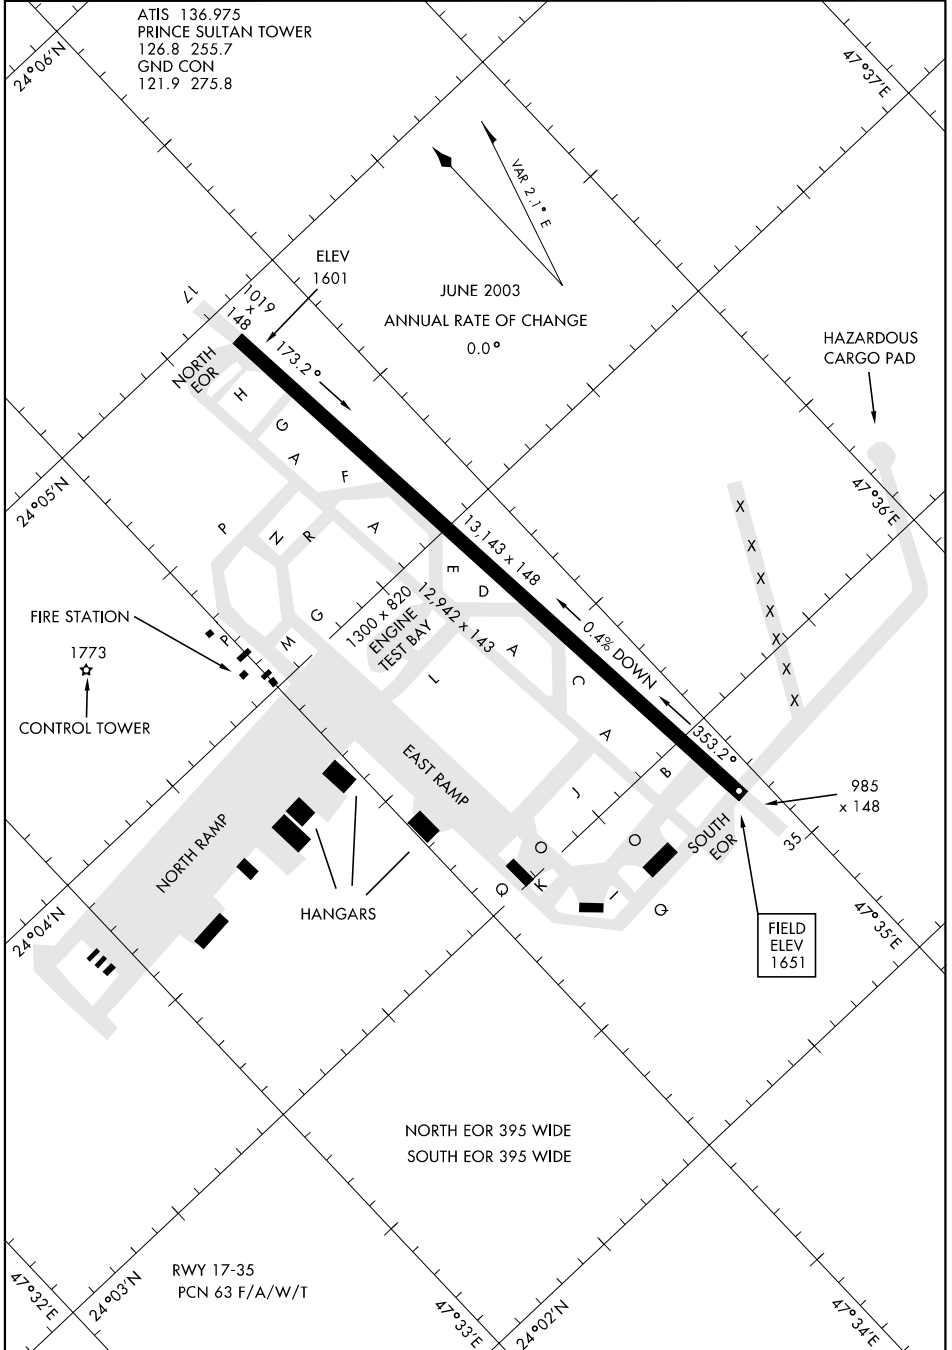 ATIS 136.975
PRINCE SULTAN TOWER
126.8 255.7
GND CON
121.9 275.8
24°06'N
47°37'E
VAR 2.1° E
ELEV
1601
JUNE 2003
ANNUAL RATE OF CHANGE
0.0°
17
1019
x
148
173.2°
NORTH
EOR
HAZARDOUS
CARGO PAD
H
G
A
F
24°05'N
47°36'E
P
N
R
A
13,143 x 148
X
X
X
X
X
X
X
E
D
12,942 x 143
1300 x 820
ENGINE
TEST BAY
FIRE STATION
G
M
P
A
L
0.4% DOWN
1773
CONTROL TOWER
C
A
353.2°
EAST RAMP
B
J
985
x 148
35
NORTH RAMP
O
O
SOUTH
EOR
K
I
Q
Q
HANGARS
24°04'N
47°35'E
FIELD
ELEV
1651
NORTH EOR 395 WIDE
SOUTH EOR 395 WIDE
RWY 17-35
PCN 63 F/A/W/T
47°32'E
24°03'N
47°33'E
24°02'N
47°34'E